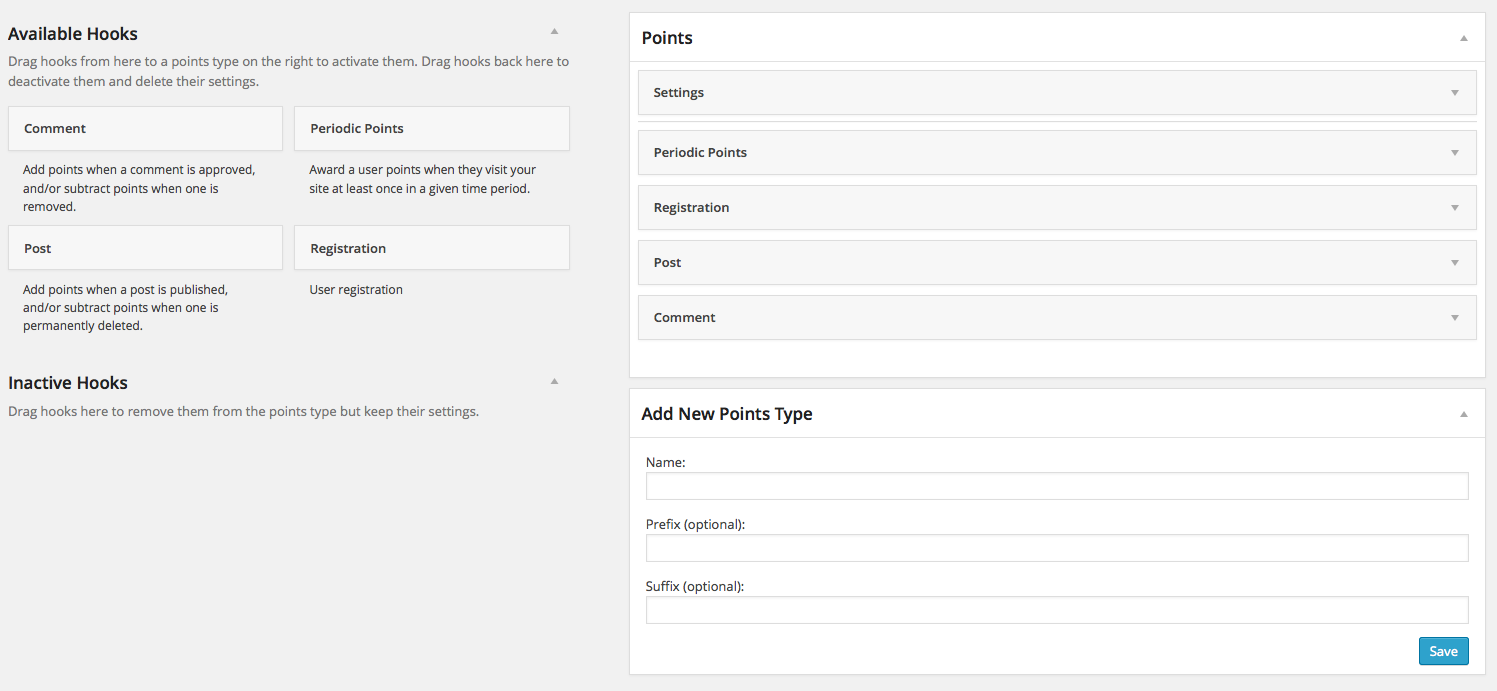 Available Hooks
Drag hooks from here to a points type on the right to activate them. Drag hooks back here to
deactivate them and delete their settings.
Comment
Add points when a comment is approved,
and/or subtract points when one is
removed.
Periodic Points
Award a user points when they visit your
site at least once in a given time period.
Post
Add points when a post is published,
and/or subtract points when one is
permanently deleted.
Registration
User registration
Inactive Hooks
Drag hooks here to remove them from the points type but keep their settings.
Points
Settings
Periodic Points
Registration
Post
Comment
Add New Points Type
Name:
Prefix (optional):
Suffix (optional):
Save